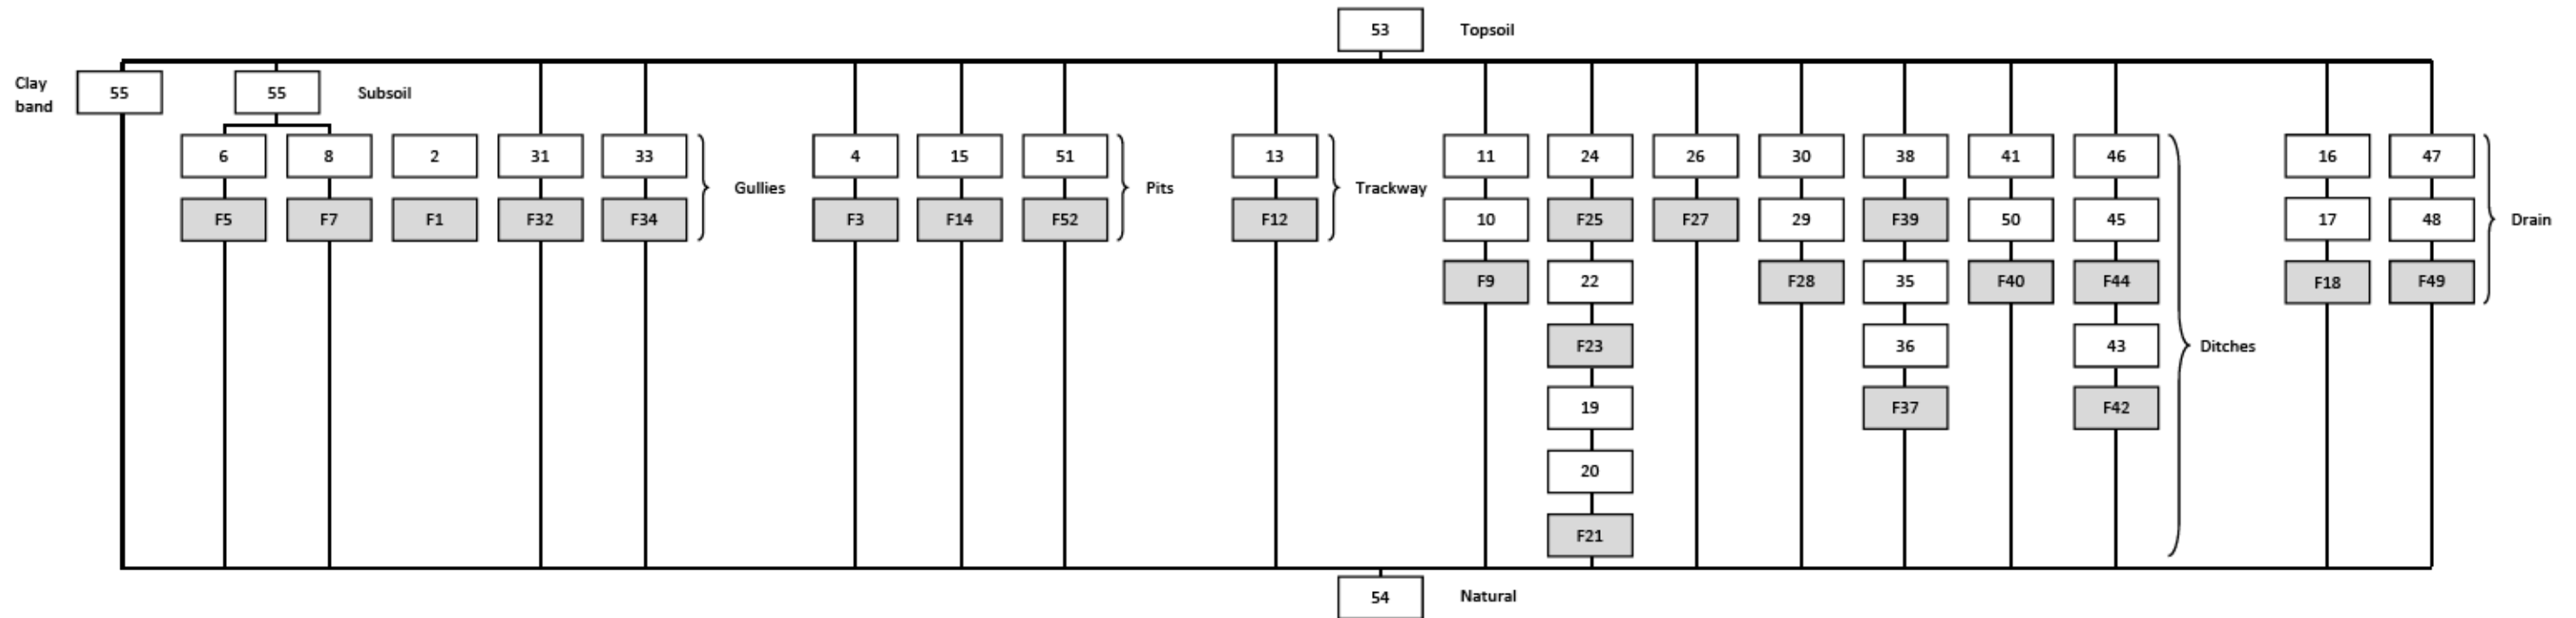 53 Topsoil
Clay
band
55 55 Subsoil
6 8 2 31 33 4 15 51 13 11 24 26 30 38 41 46 16 47
Gullies Pits Trackway
F5 F7 F1 F32 F34 F3 F14 F52 F12 10 F25 F27 29 F39 50 45 17 48 Drain
F9 22 F28 35 F40 F44 F18 F49
F23 36 43 Ditches
19 F37 F42
20
F21
54 Natural